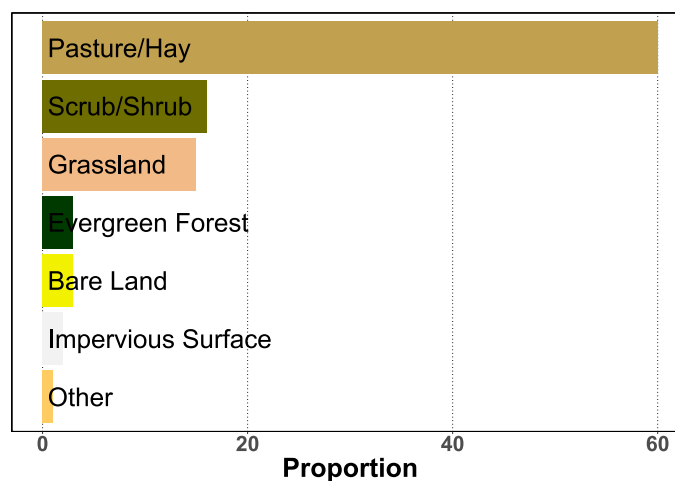 Pasture/Hay
Scrub/Shrub
Grassland
Evergreen Forest
Bare Land
Impervious Surface
Other
0 20 40 60
Proportion